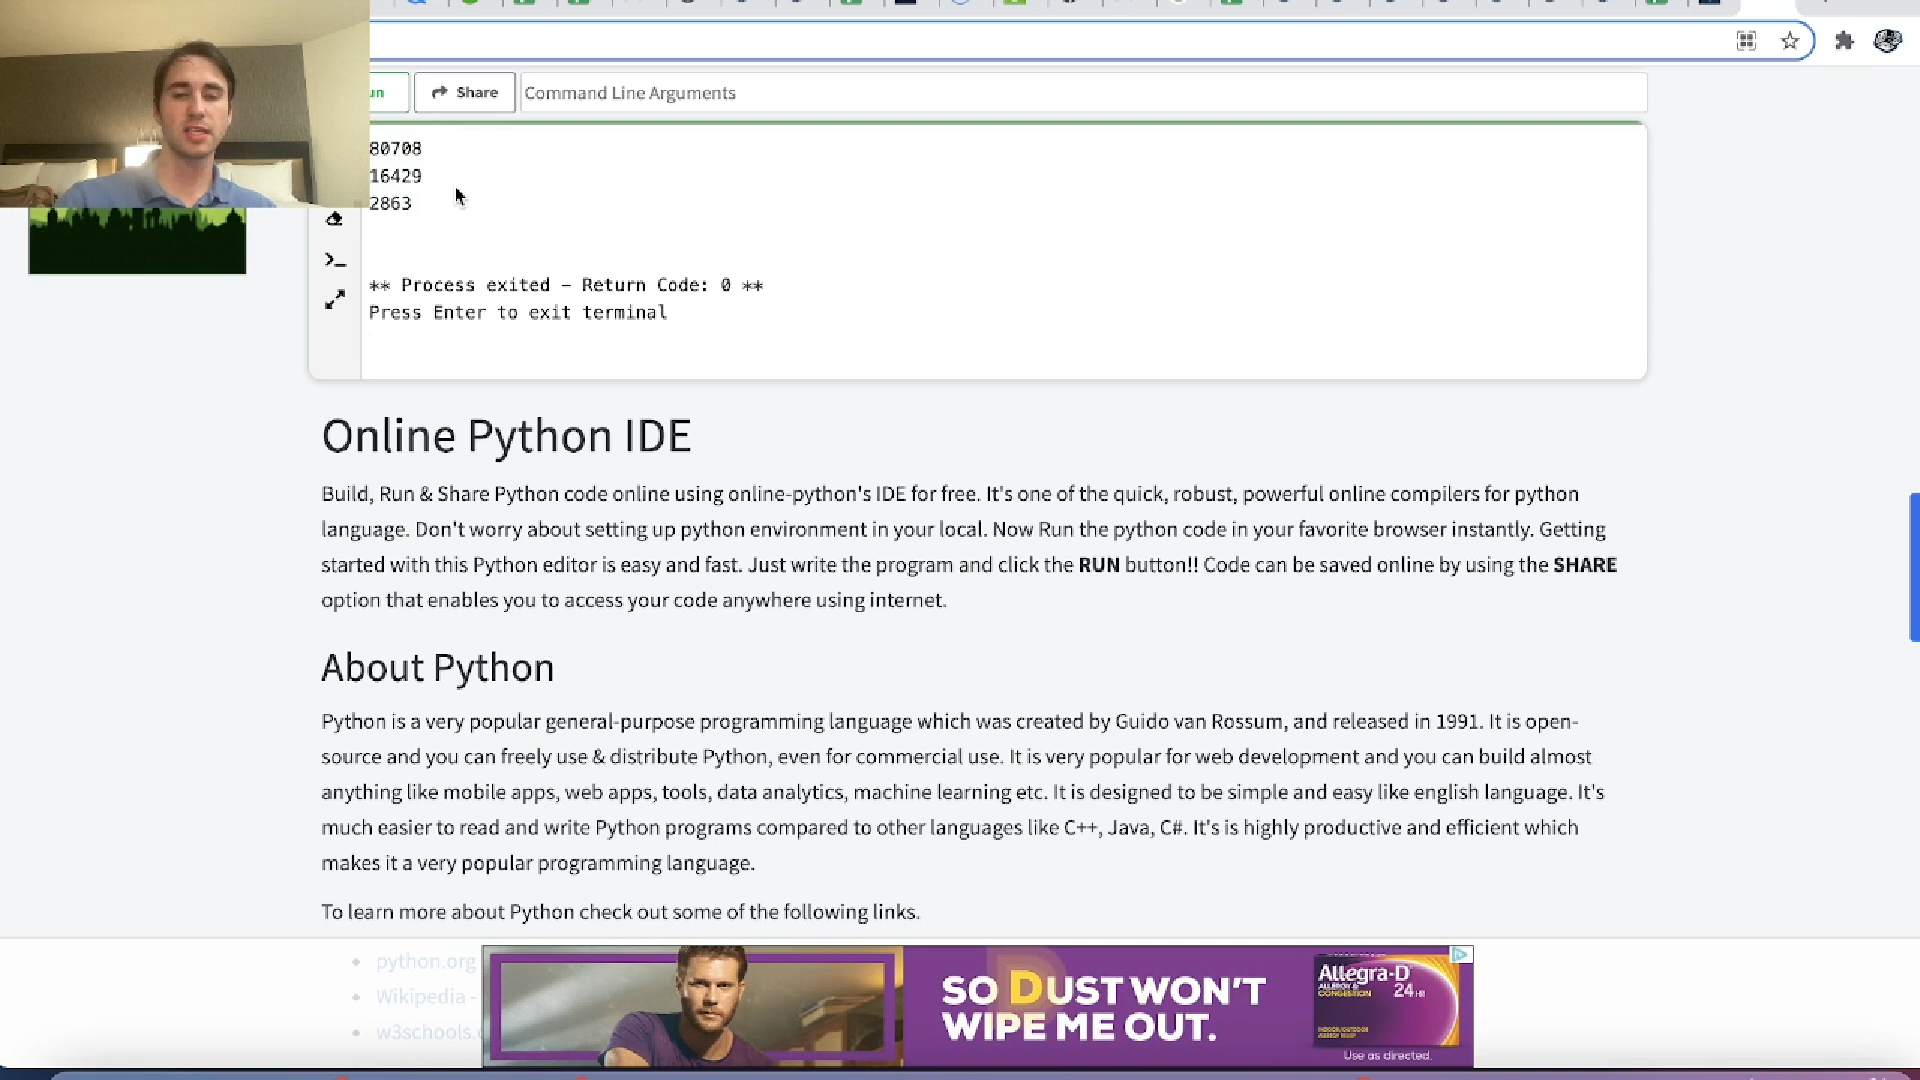 un
Share
Command Line Arguments
80708
16429
2863
** Process exited - Return Code: 0 **
Press Enter to exit terminal
Online Python IDE
Build, Run & Share Python code online using online-python's IDE for free. It's one of the quick, robust, powerful online compilers for python
language. Don't worry about setting up python environment in your local. Now Run the python code in your favorite browser instantly. Getting
started with this Python editor is easy and fast. Just write the program and click the RUN button!! Code can be saved online by using the SHARE
option that enables you to access your code anywhere using internet.
About Python
Python is a very popular general-purpose programming language which was created by Guido van Rossum, and released in 1991. It is open-
source and you can freely use & distribute Python, even for commercial use. It is very popular for web development and you can build almost
anything like mobile apps, web apps, tools, data analytics, machine learning etc. It is designed to be simple and easy like english language. It's
much easier to read and write Python programs compared to other languages like C++, Java, C#. It's is highly productive and efficient which
makes it a very popular programming language.
To learn more about Python check out some of the following links.
python.org
Wikipedia -
w3schools.
SO DUST WON'T
WIPE ME OUT.
Allegra-D
ALLERGY &
CONGESTION
24 HR
Use as directed.